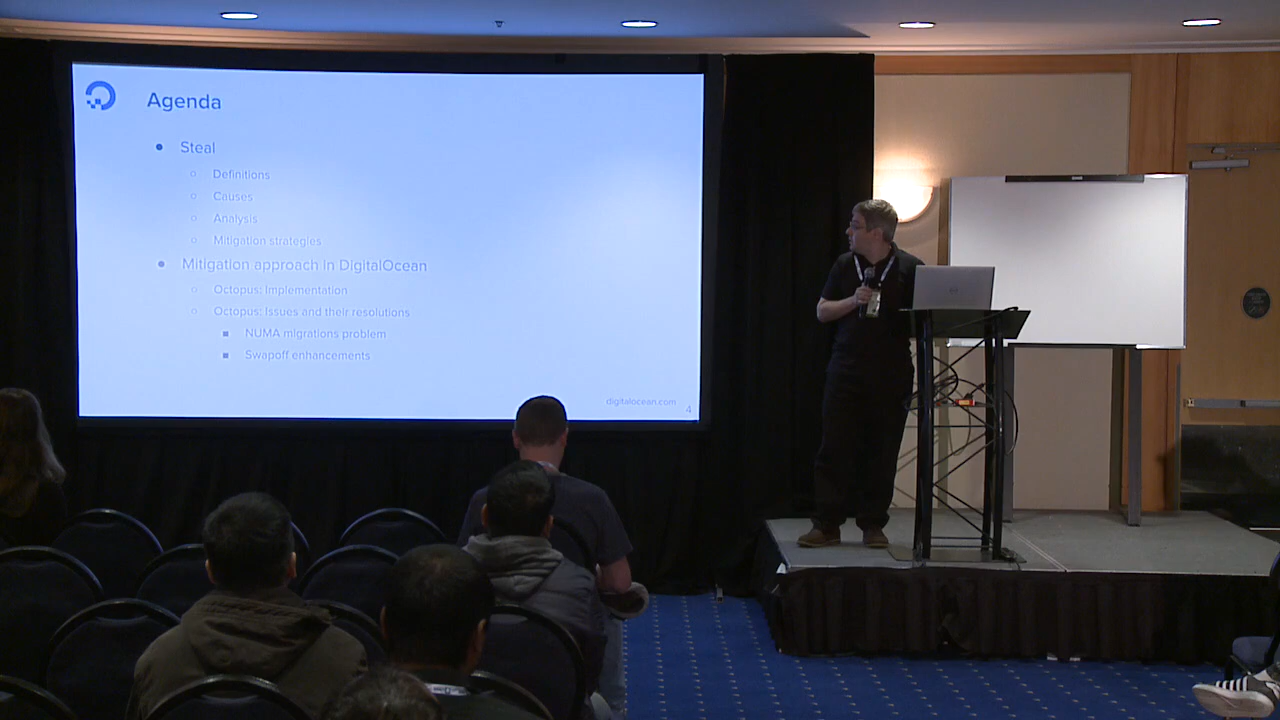 Agenda
Steal
Definitions
Causes
Analysis
Mitigation strategies
Mitigation approach in DigitalOcean
Octopus: Implementation
Octopus: Issues and their resolutions
NUMA migrations problem
Swapoff enhancements
digitalocean.com
4